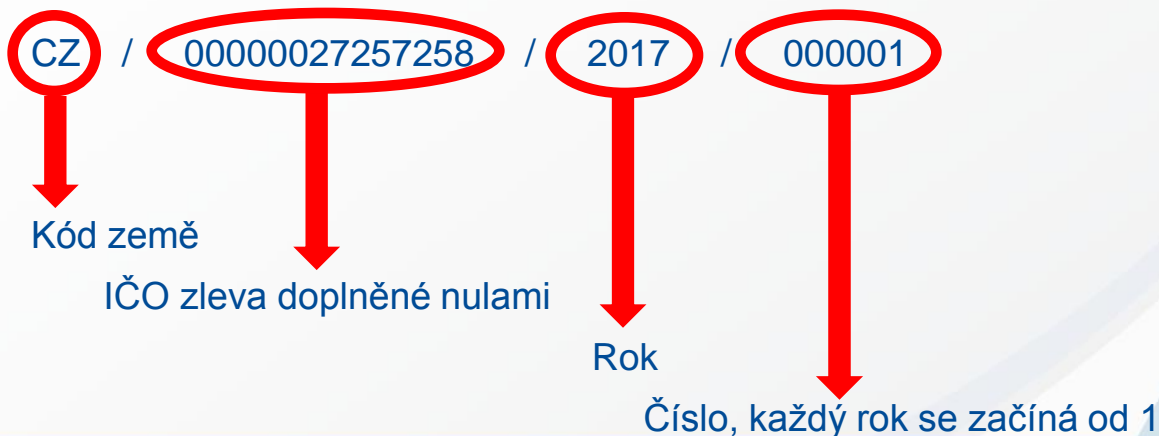 CZ / 00000027257258 / 2017 / 000001
Kód země
IČO zleva doplněné nulami
Rok
Číslo, každý rok se začíná od 1